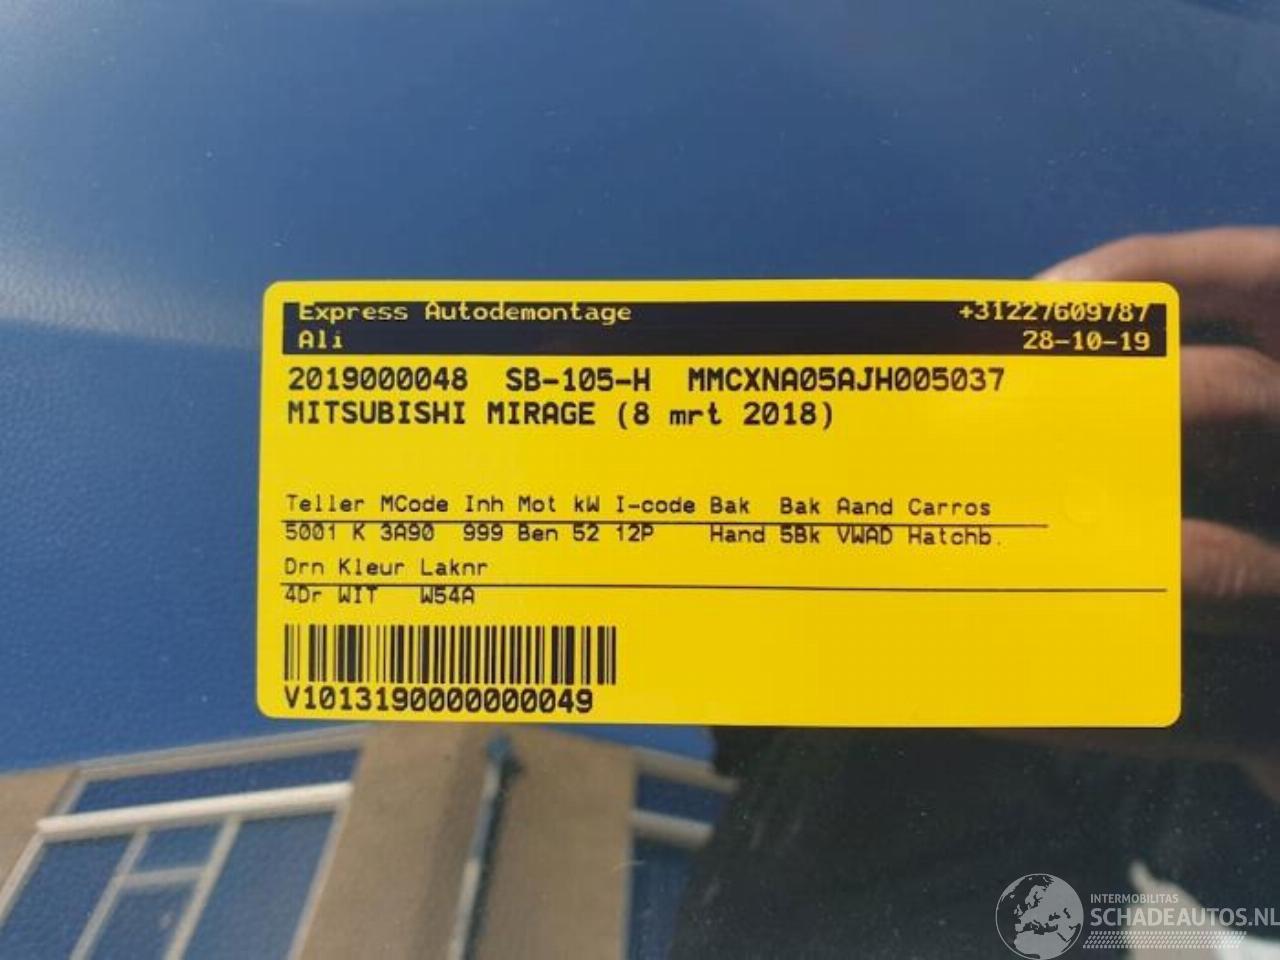 Express Autodemontage +31227609787
Ali 28-10-19
2019000048 SB-105-H MMCXNA05AJH005037
MITSUBISHI MIRAGE (8 mrt 2018)
Teller MCode Inh Mot kW I-code Bak Bak Aand Carros
5001 K 3A90 999 Ben 52 12P Hand 5Bk VWAD Hatchb.
Drn Kleur Laknr
4Dr WIT W54A
V1013190000000049
INTERMOBILITAS
SCHADEAUTOS.NL